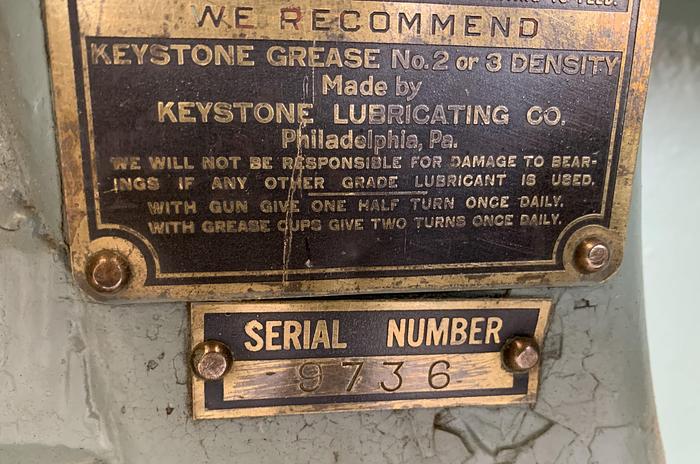 TO FEED.
WE RECOMMEND
KEYSTONE GREASE No. 2 or 3 DENSITY
Made by
KEYSTONE LUBRICATING CO.
Philadelphia, Pa.
WE WILL NOT BE RESPONSIBLE FOR DAMAGE TO BEAR-
INGS IF ANY OTHER GRADE LUBRICANT IS USED.
WITH GUN GIVE ONE HALF TURN ONCE DAILY.
WITH GREASE CUPS GIVE TWO TURNS ONCE DAILY.
SERIAL NUMBER
9736